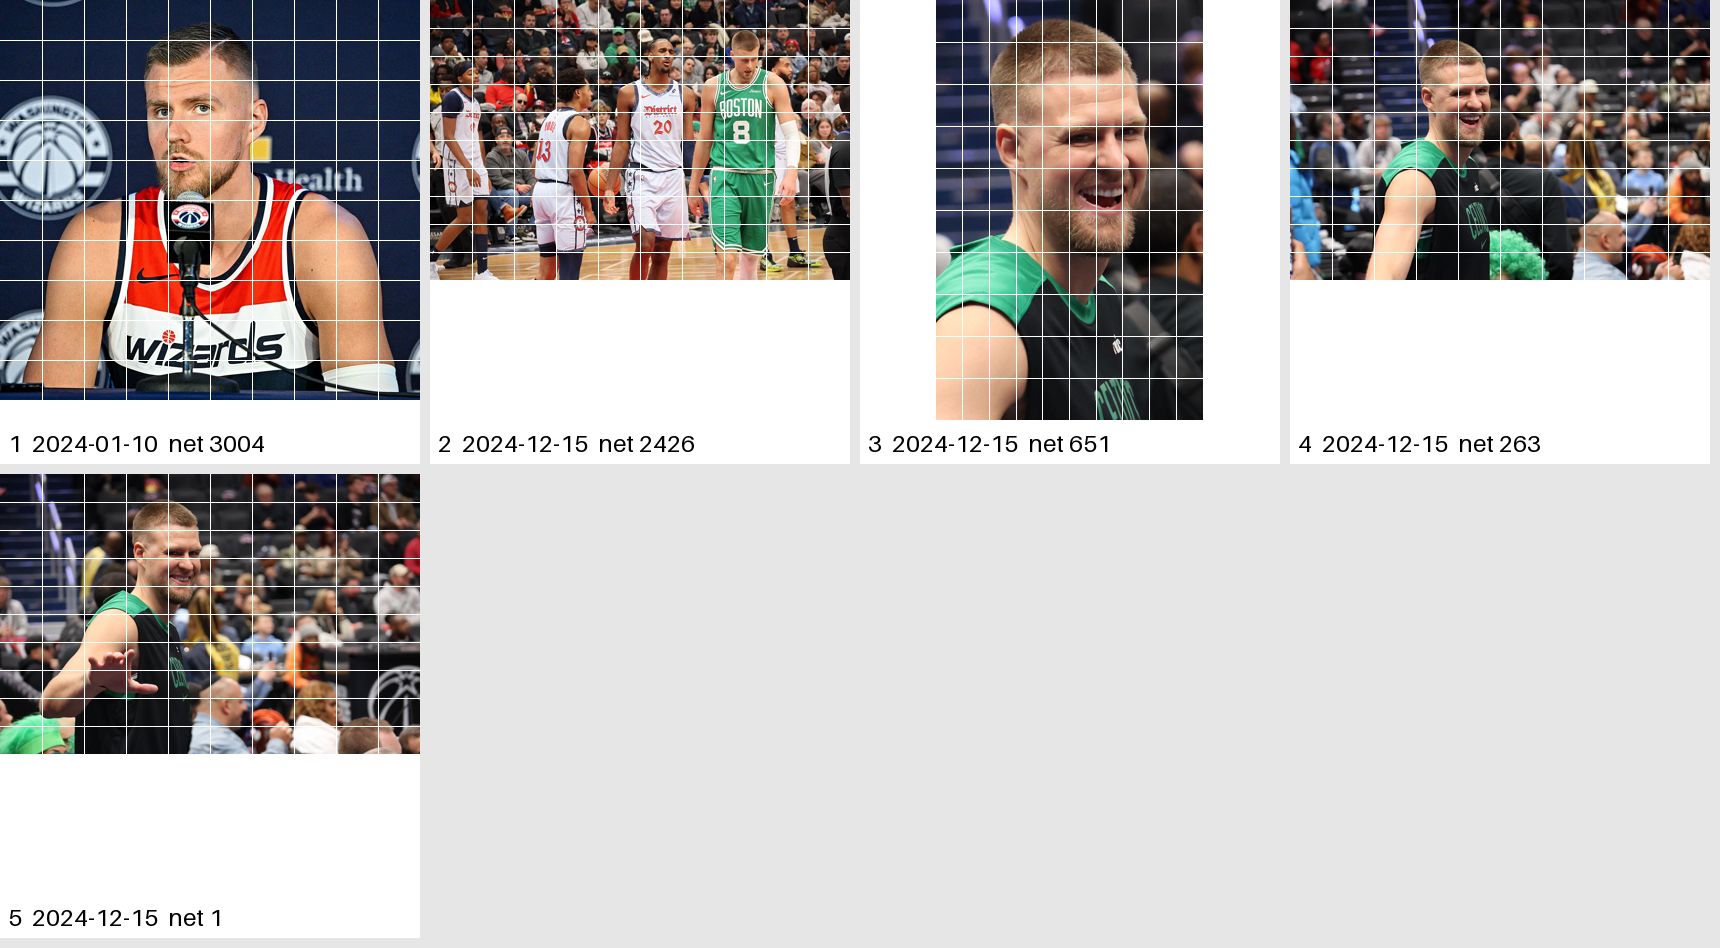 WASHINGTON
WIZARDS
Health
wizards
1 2024-01-10 net 3004
District
20
13
BOSTON
8
2 2024-12-15 net 2426
3 2024-12-15 net 651
4 2024-12-15 net 263
5 2024-12-15 net 1